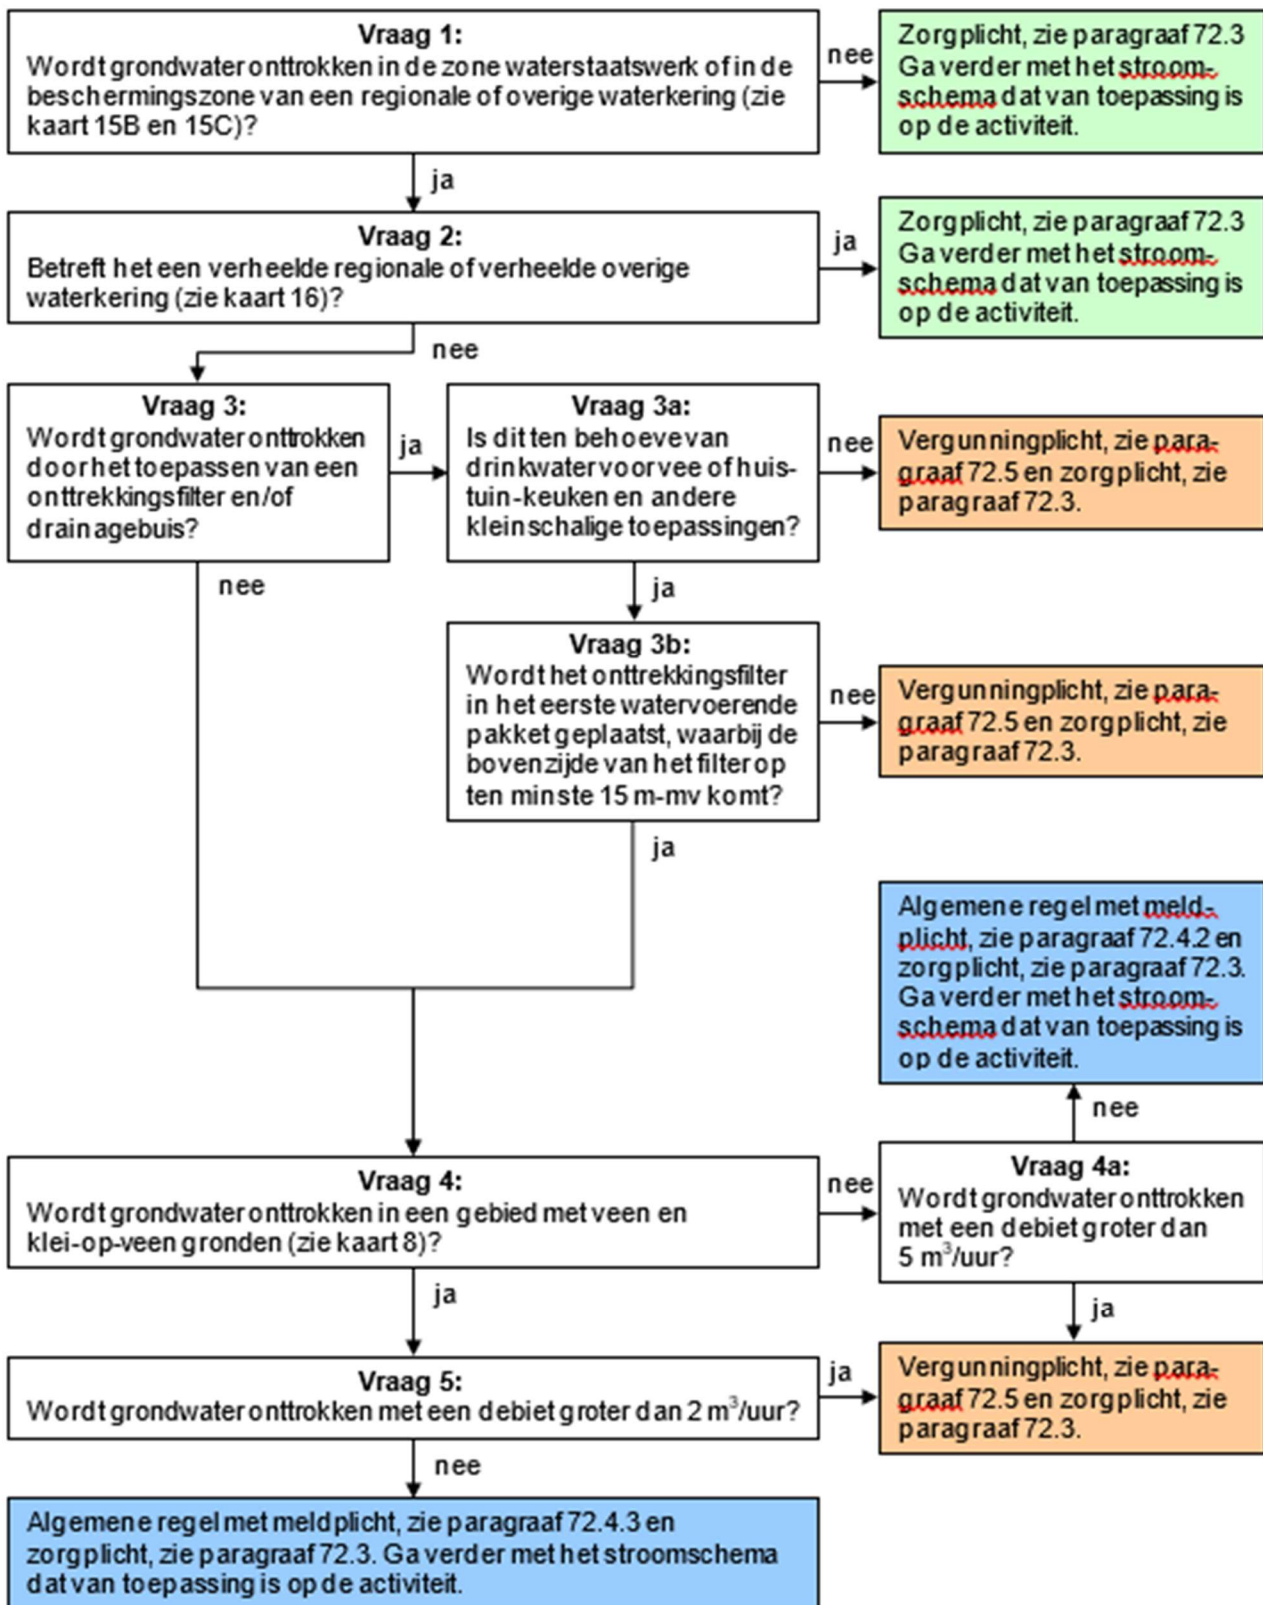 Vraag 1:
Wordt grondwater onttrokken in de zone waterstaatswerk of in de
beschermingszone van een regionale of overige waterkering (zie
kaart 15B en 15C)?
nee
Zorgplicht, zie paragraaf 72.3
Ga verder met het stroom-
schema dat van toepassing is
op de activiteit.
ja
Vraag 2:
Betreft het een verheelde regionale of verheelde overige
waterkering (zie kaart 16)?
ja
Zorgplicht, zie paragraaf 72.3
Ga verder met het stroom-
schema dat van toepassing is
op de activiteit.
nee
Vraag 3:
Wordt grondwater onttrokken
door het toepassen van een
onttrekkingsfilter en/of
drainagebuis?
ja
Vraag 3a:
Is dit ten behoeve van
drinkwater voor vee of huis-
tuin-keuken en andere
kleinschalige toepassingen?
nee
Vergunningplicht, zie para-
graaf 72.5 en zorgplicht, zie
paragraaf 72.3.
nee
ja
Vraag 3b:
Wordt het onttrekkingsfilter
in het eerste watervoerende
pakket geplaatst, waarbij de
bovenzijde van het filter op
ten minste 15 m-mv komt?
nee
Vergunningplicht, zie para-
graaf 72.5 en zorgplicht, zie
paragraaf 72.3.
ja
Algemene regel met meld-
plicht, zie paragraaf 72.4.2 en
zorgplicht, zie paragraaf 72.3.
Ga verder met het stroom-
schema dat van toepassing is
op de activiteit.
nee
Vraag 4:
Wordt grondwater onttrokken in een gebied met veen en
klei-op-veen gronden (zie kaart 8)?
nee
Vraag 4a:
Wordt grondwater onttrokken
met een debiet groter dan
5 m³/uur?
ja
ja
Vraag 5:
Wordt grondwater onttrokken met een debiet groter dan 2 m³/uur?
ja
Vergunningplicht, zie para-
graaf 72.5 en zorgplicht, zie
paragraaf 72.3.
nee
Algemene regel met meldplicht, zie paragraaf 72.4.3 en
zorgplicht, zie paragraaf 72.3. Ga verder met het stroomschema
dat van toepassing is op de activiteit.